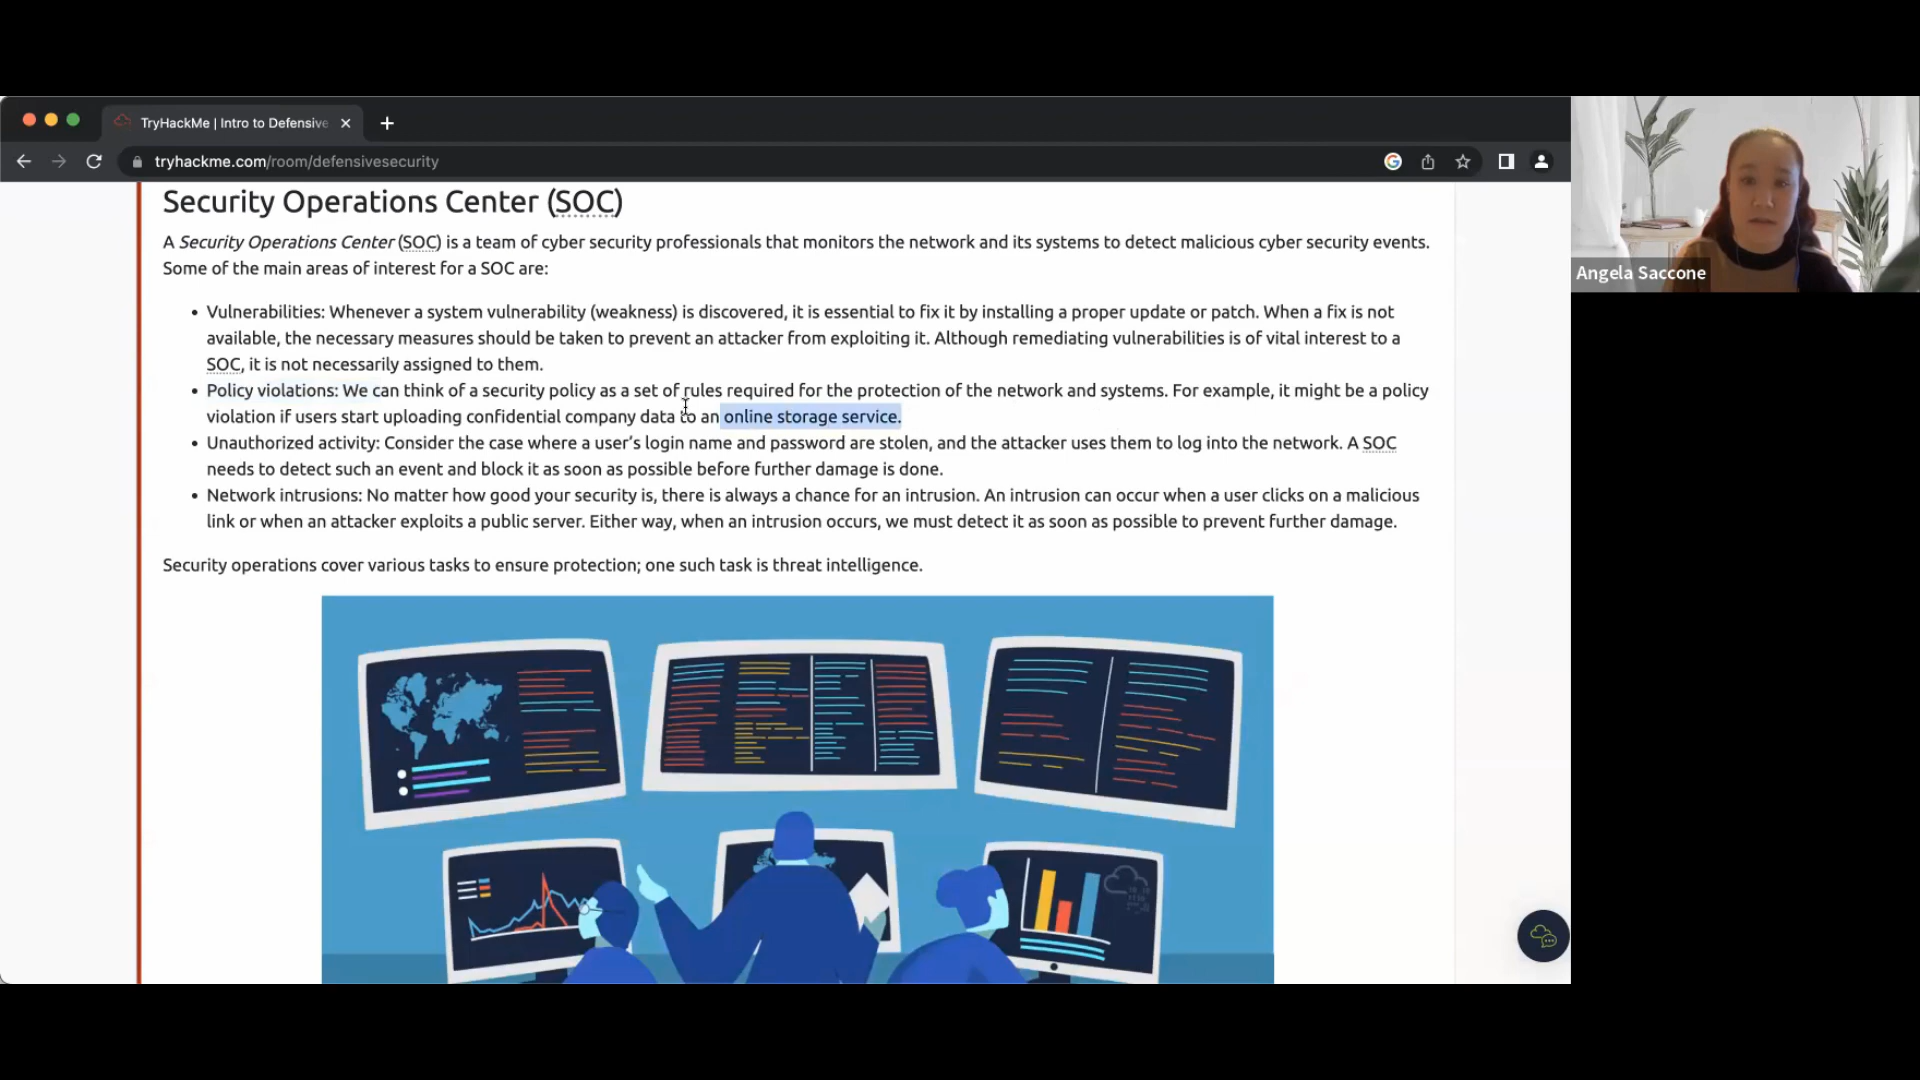 TryHackMe | Intro to Defensive
tryhackme.com/room/defensivesecurity
Security Operations Center (SOC)
A Security Operations Center (SOC) is a team of cyber security professionals that monitors the network and its systems to detect malicious cyber security events.
Some of the main areas of interest for a SOC are:
• Vulnerabilities: Whenever a system vulnerability (weakness) is discovered, it is essential to fix it by installing a proper update or patch. When a fix is not
available, the necessary measures should be taken to prevent an attacker from exploiting it. Although remediating vulnerabilities is of vital interest to a
SOC, it is not necessarily assigned to them.
• Policy violations: We can think of a security policy as a set of rules required for the protection of the network and systems. For example, it might be a policy
violation if users start uploading confidential company data to an online storage service.
• Unauthorized activity: Consider the case where a user’s login name and password are stolen, and the attacker uses them to log into the network. A SOC
needs to detect such an event and block it as soon as possible before further damage is done.
• Network intrusions: No matter how good your security is, there is always a chance for an intrusion. An intrusion can occur when a user clicks on a malicious
link or when an attacker exploits a public server. Either way, when an intrusion occurs, we must detect it as soon as possible to prevent further damage.
Security operations cover various tasks to ensure protection; one such task is threat intelligence.
Angela Saccone